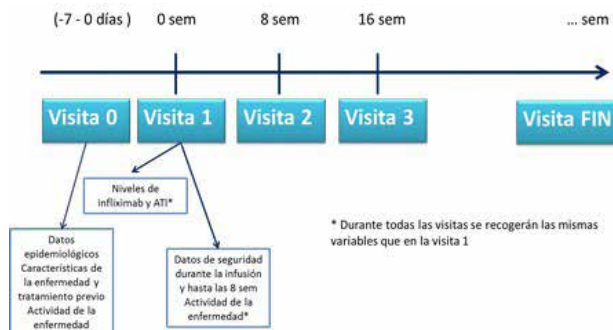 (-7 - 0 días )
0 sem
8 sem
16 sem
... sem
Visita 0
Visita 1
Visita 2
Visita 3
Visita FIN
Niveles de
infliximab y ATI*
Datos
epidemiológicos
Características de
la enfermedad y
tratamiento previo
Actividad de la
enfermedad
Datos de seguridad
durante la infusión
y hasta las 8 sem
Actividad de la
enfermedad*
* Durante todas las visitas se recogerán las mismas
variables que en la visita 1